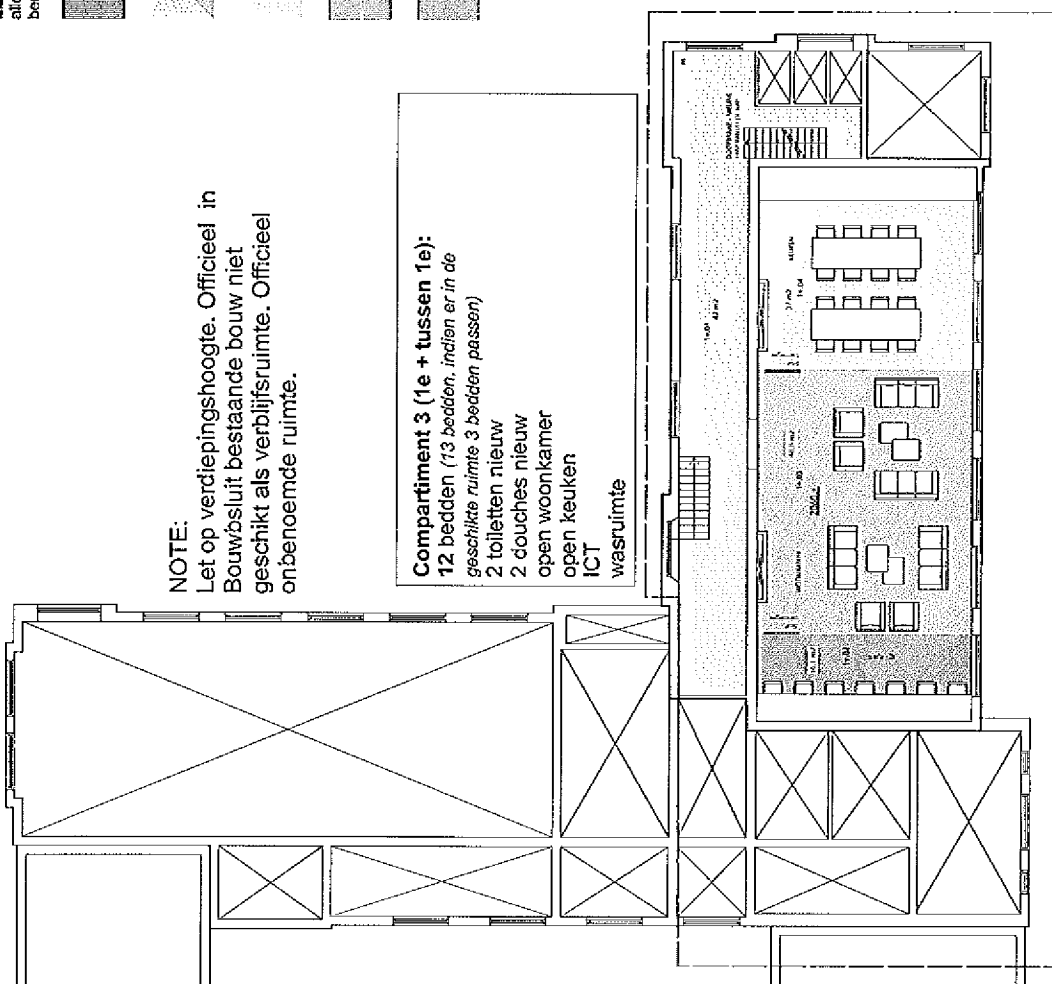 NOTE:
Let op verdiepingshoogte. Officieel in
Bouwbsluit bestaande bouw niet
geschikt als verblijfsruimte. Officieel
onbenoemde ruimte.
Compartiment 3 (1e + tussen 1e):
12 bedden (13 bedden, indien er in de
geschikte ruimte 3 bedden passen)
2 toiletten nieuw
2 douches nieuw
open woonkamer
open keuken
ICT
wasruimte
37 m2